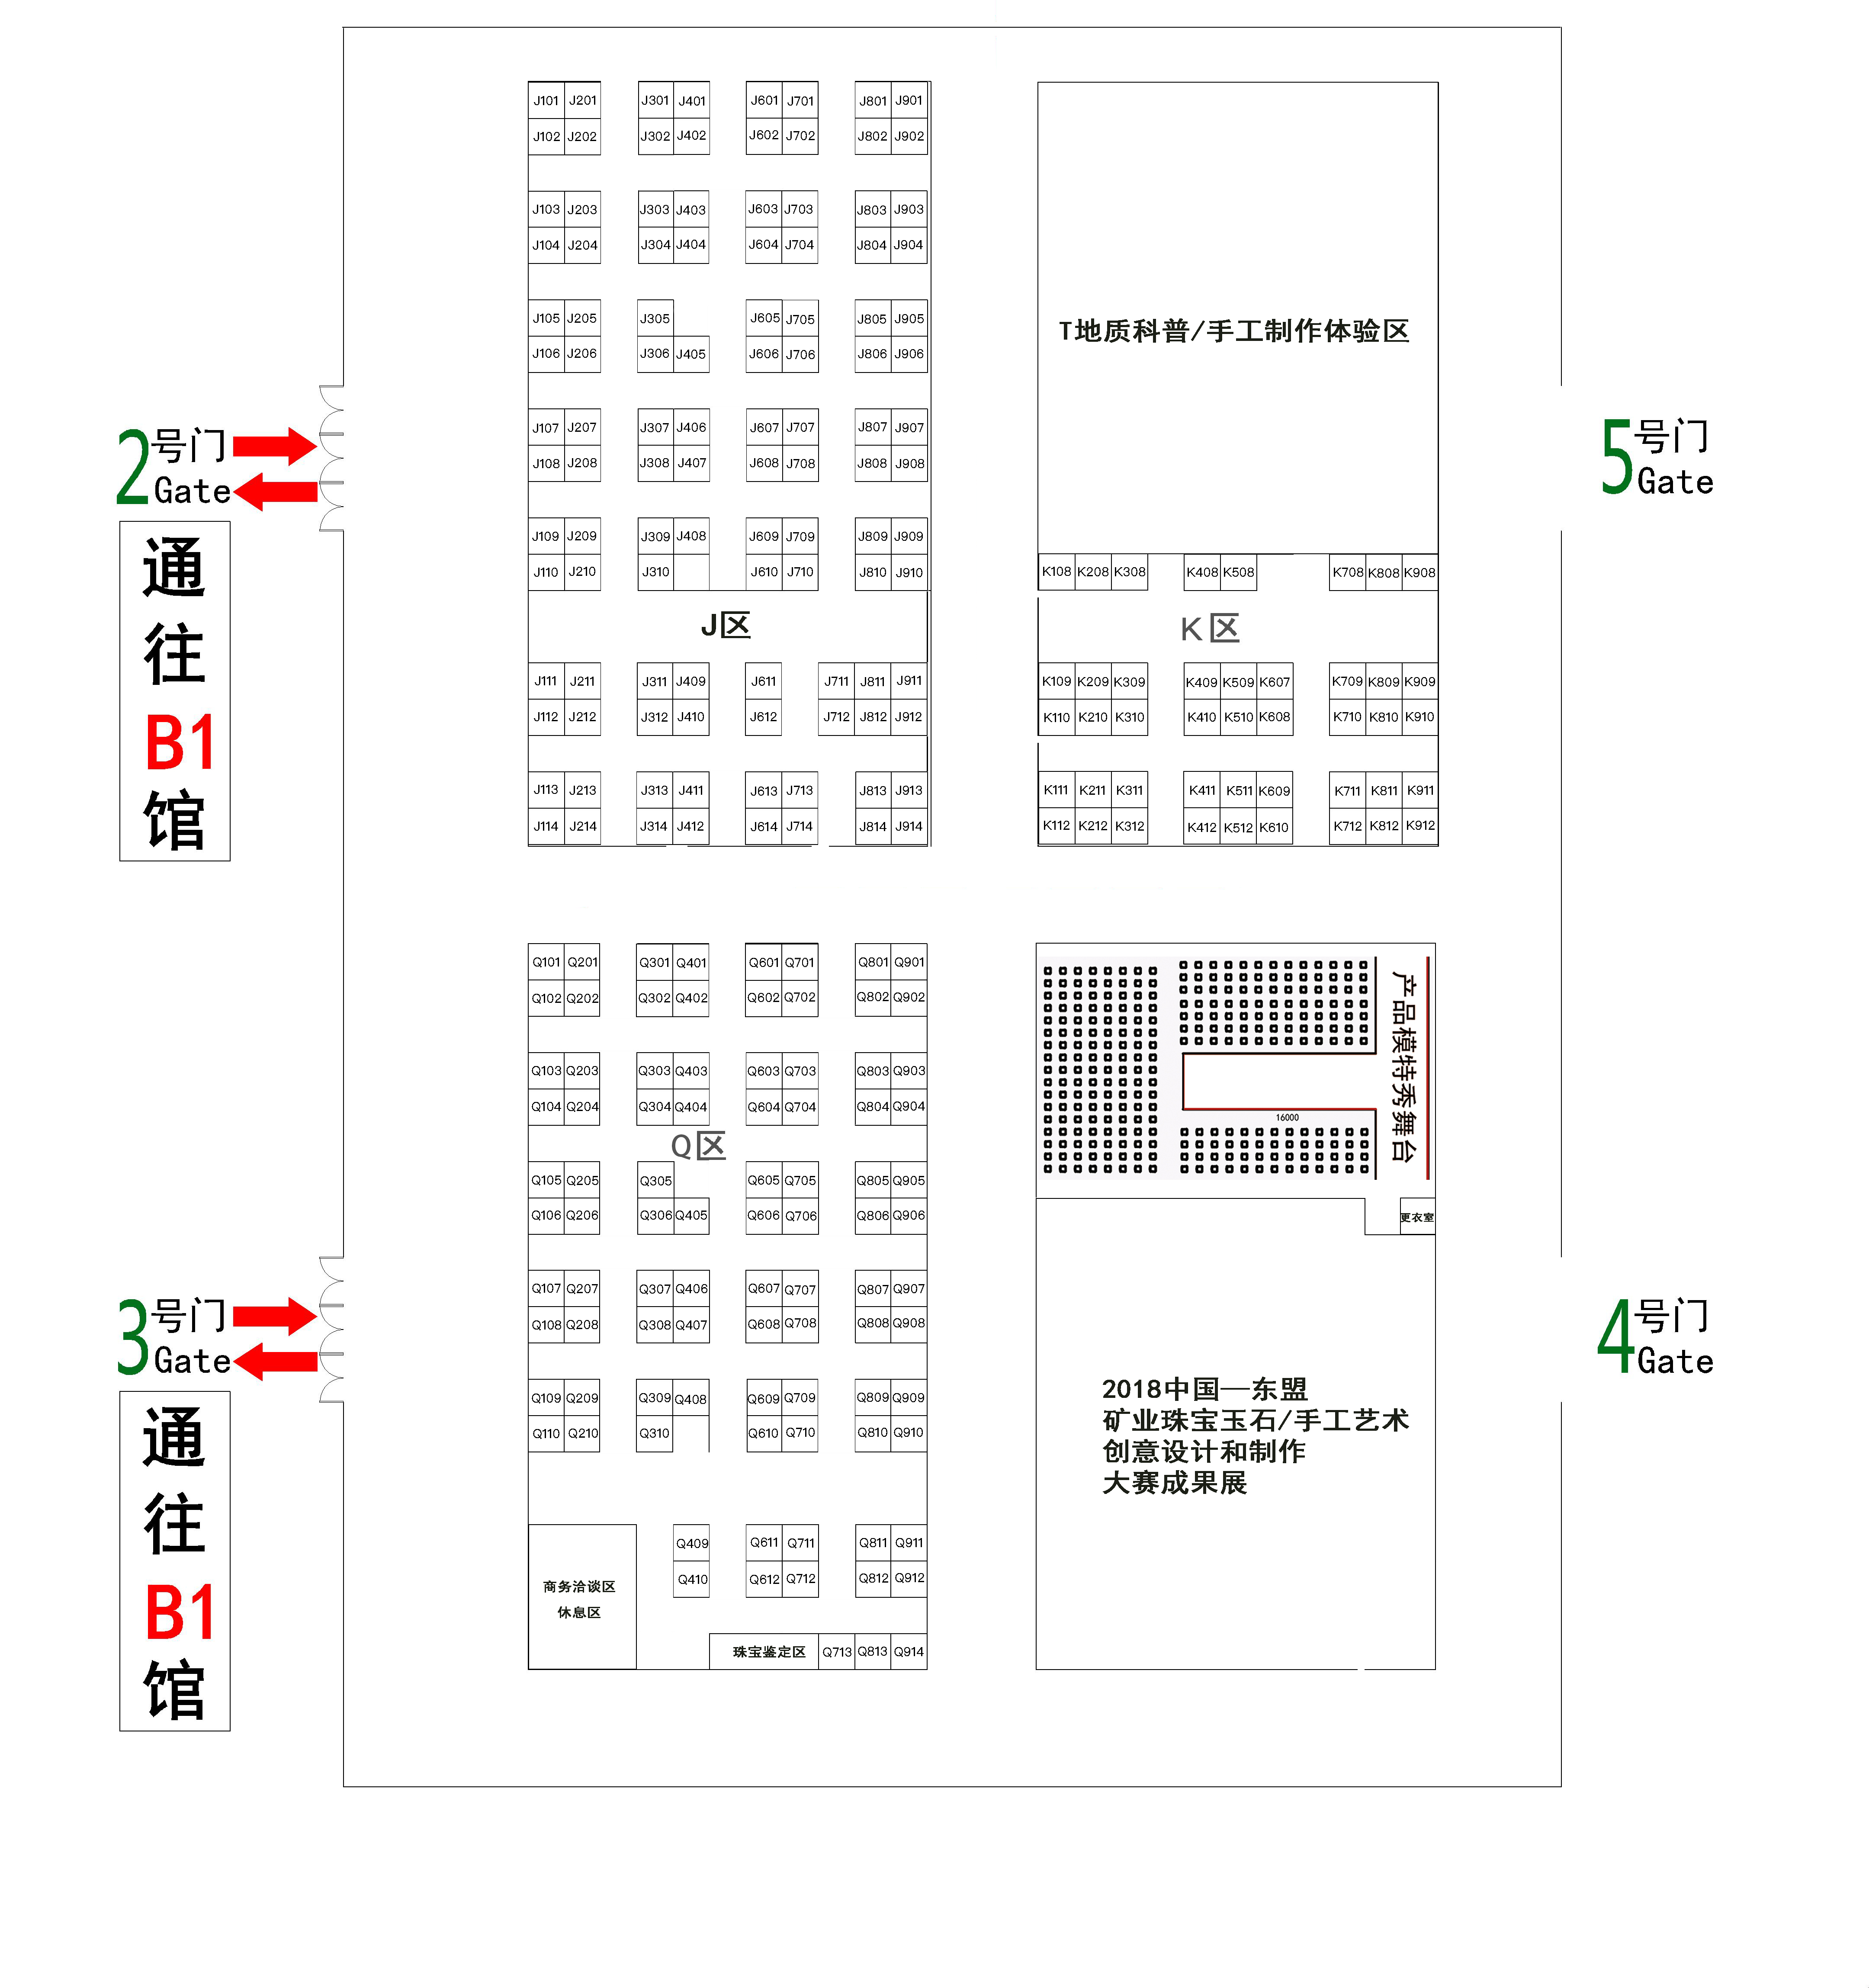 J101 J201 J301 J401 J601 J701 J801 J901
J102 J202 J302 J402 J602 J702 J802 J902
J103 J203 J303 J403 J603 J703 J803 J903
J104 J204 J304 J404 J604 J704 J804 J904
J105 J205 J305 J605 J705 J805 J905
J106 J206 J306 J405 J606 J706 J806 J906
J107 J207 J307 J406 J607 J707 J807 J907
J108 J208 J308 J407 J608 J708 J808 J908
J109 J209 J309 J408 J609 J709 J809 J909
J110 J210 J310 J610 J710 J810 J910
J区
J111 J211 J311 J409 J611 J711 J811 J911
J112 J212 J312 J410 J612 J712 J812 J912
J113 J213 J313 J411 J613 J713 J813 J913
J114 J214 J314 J412 J614 J714 J814 J914
T地质科普/手工制作体验区
K108 K208 K308 K408 K508 K708 K808 K908
K区
K109 K209 K309 K409 K509 K607 K709 K809 K909
K110 K210 K310 K410 K510 K608 K710 K810 K910
K111 K211 K311 K411 K511 K609 K711 K811 K911
K112 K212 K312 K412 K512 K610 K712 K812 K912
2号门
Gate
通
往
B1
馆
5号门
Gate
Q101 Q201 Q301 Q401 Q601 Q701 Q801 Q901
Q102 Q202 Q302 Q402 Q602 Q702 Q802 Q902
Q103 Q203 Q303 Q403 Q603 Q703 Q803 Q903
Q104 Q204 Q304 Q404 Q604 Q704 Q804 Q904
Q区
Q105 Q205 Q305 Q605 Q705 Q805 Q905
Q106 Q206 Q306 Q405 Q606 Q706 Q806 Q906
Q107 Q207 Q307 Q406 Q607 Q707 Q807 Q907
Q108 Q208 Q308 Q407 Q608 Q708 Q808 Q908
Q109 Q209 Q309 Q408 Q609 Q709 Q809 Q909
Q110 Q210 Q310 Q610 Q710 Q810 Q910
Q409 Q611 Q711 Q811 Q911
Q410 Q612 Q712 Q812 Q912
商务洽谈区
休息区
珠宝鉴定区 Q713 Q813 Q914
产品模特秀舞台
16000
更衣室
2018中国—东盟
矿业珠宝玉石/手工艺术
创意设计和制作
大赛成果展
3号门
Gate
通
往
B1
馆
4号门
Gate